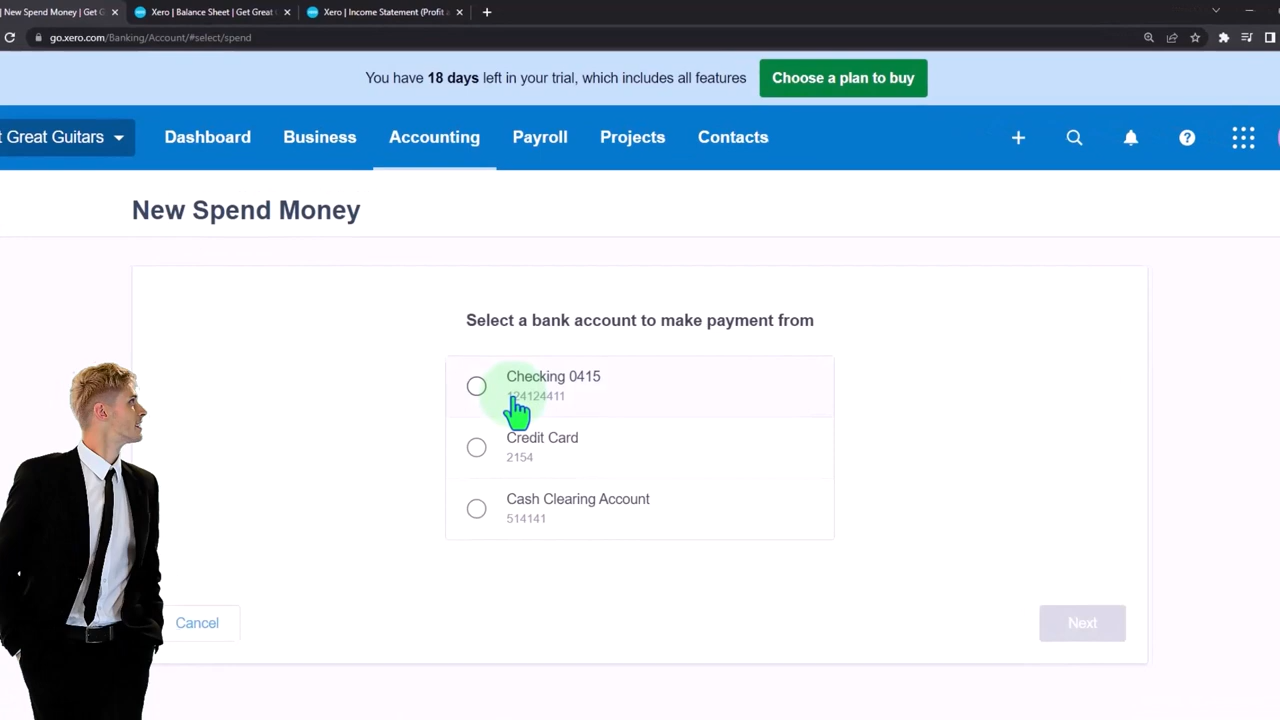 New Spend Money | Get G
Xero | Balance Sheet | Get Great
Xero | Income Statement (Profit
go.xero.com/Banking/Account/#select/spend
You have 18 days left in your trial, which includes all features
Choose a plan to buy
t Great Guitars
Dashboard
Business
Accounting
Payroll
Projects
Contacts
New Spend Money
Select a bank account to make payment from
Checking 0415
124124411
Credit Card
2154
Cash Clearing Account
514141
Cancel
Next